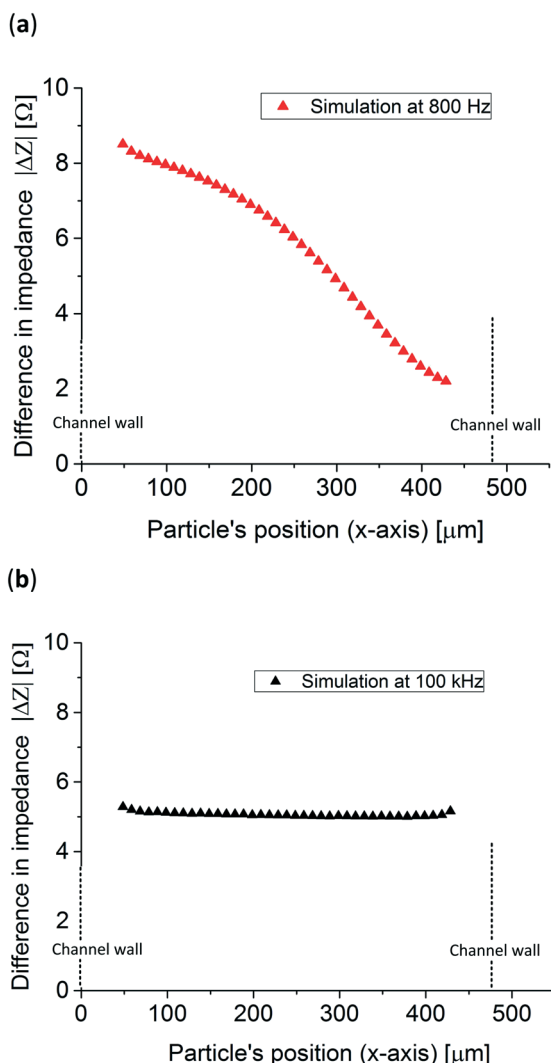 (a)
Difference in impedance |ΔZ| [Ω]
10
8
6
4
2
0
Simulation at 800 Hz
Channel wall
Channel wall
0
100
200
300
400
500
Particle's position (x-axis) [μm]
(b)
Difference in impedance |ΔZ| [Ω]
10
8
6
4
2
0
Simulation at 100 kHz
Channel wall
Channel wall
0
100
200
300
400
500
Particle's position (x-axis) [μm]